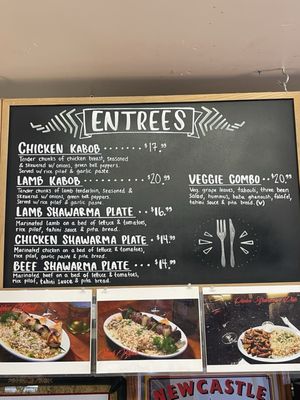 ENTREES
CHICKEN KABOB ........ $17.99
Tender chunks of chicken breast, seasoned
& skewered w/ onions, green bell peppers.
Served w/ rice pilaf & garlic paste.
LAMB KABOB ........ $20.99
Tender chunks of lamb tenderloin, seasoned &
skewered w/ onions, green bell peppers.
Served w/ rice pilaf & garlic paste.
LAMB SHAWARMA PLATE .. $16.99
Marinated lamb on a bed of lettuce & tomatoes,
rice pilaf, tahini sauce & pita bread.
CHICKEN SHAWARMA PLATE .. $14.99
Marinated chicken on a bed of lettuce & tomatoes,
rice pilaf, garlic paste & pita bread.
BEEF SHAWARMA PLATE ... $14.99
Marinated beef on a bed of lettuce & tomatoes,
rice pilaf, tahini sauce & pita bread.
VEGGIE COMBO .. $20.99
Veg. grape leaves, tabouli, three bean
Salad, hummus, baba ghanoush, falafel,
tahini sauce and pita bread (V)
NEWCASTLE